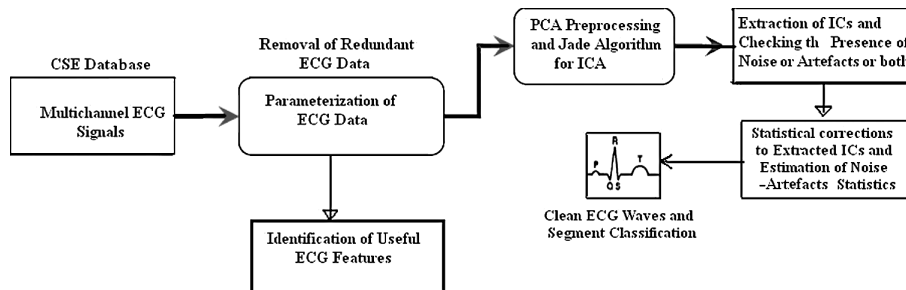 CSE Database
Multichannel ECG
Signals
Removal of Redundant
ECG Data
Parameterization of
ECG Data
Identification of Useful
ECG Features
PCA Preprocessing
and Jade Algorithm
for ICA
Extraction of ICs and
Checking th Presence of
Noise or Artefacts or both
Statistical corrections
to Extracted ICs and
Estimation of Noise
-Artefacts Statistics
R
P
T
Q S
Clean ECG Waves and
Segment Classification